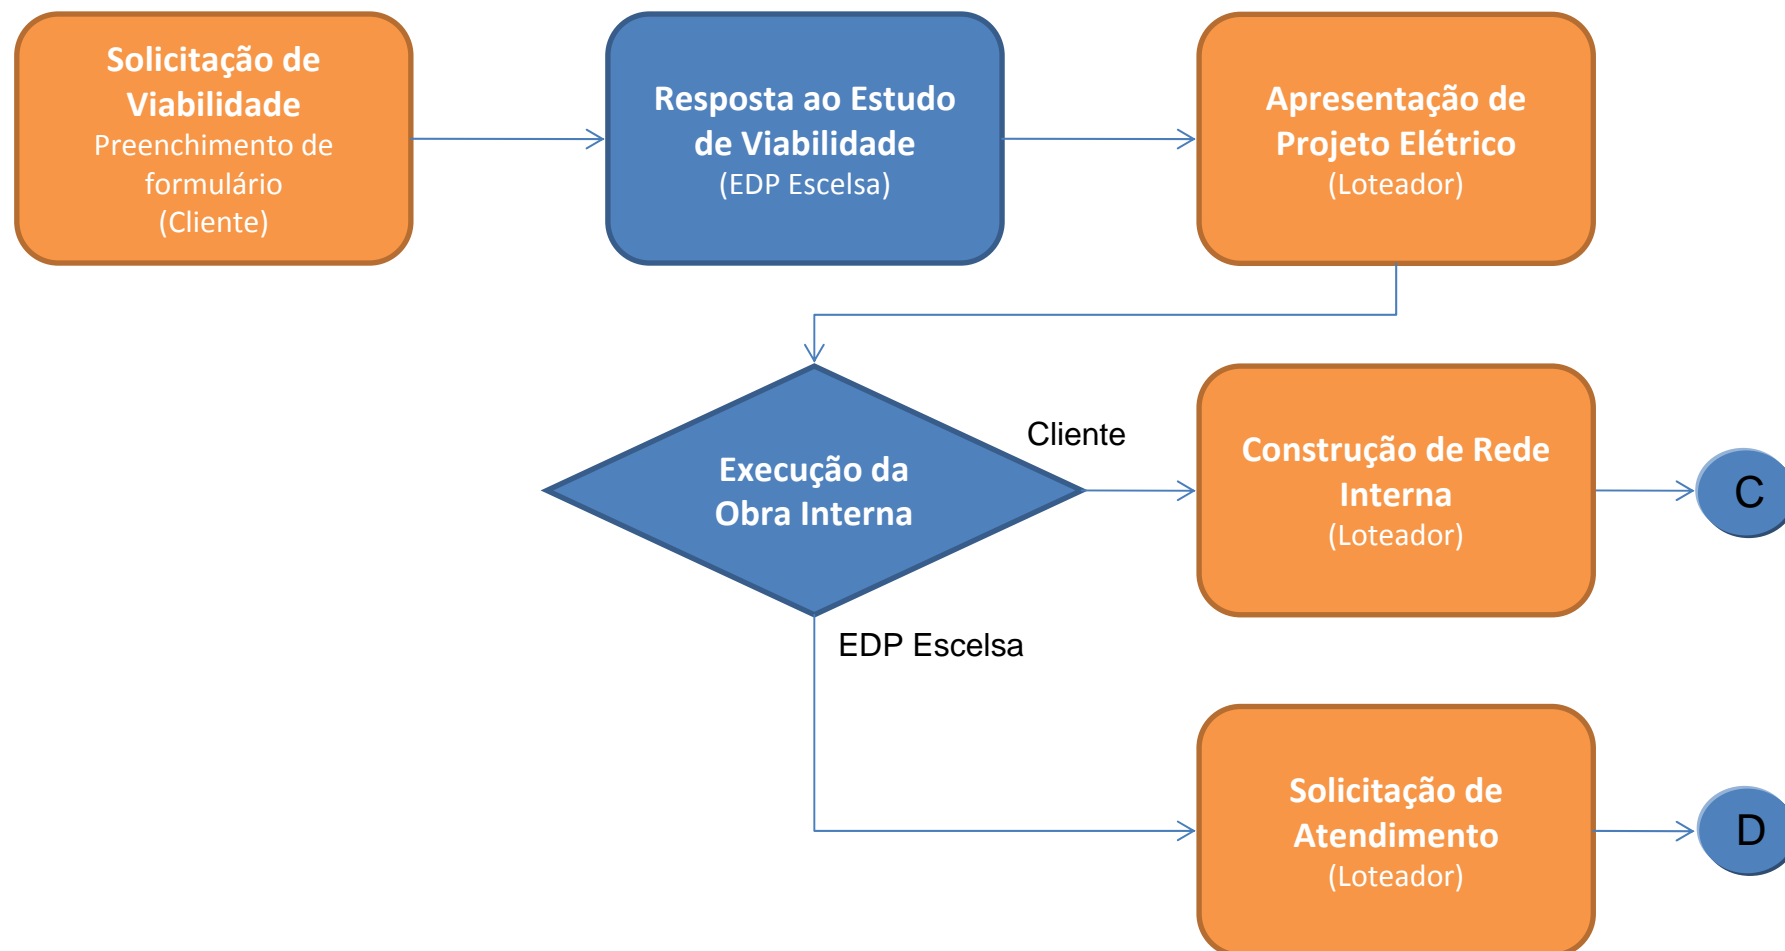 Solicitação de
Viabilidade
Preenchimento de
formulário
(Cliente)
Resposta ao Estudo
de Viabilidade
(EDP Escelsa)
Apresentação de
Projeto Elétrico
(Loteador)
Execução da
Obra Interna
Cliente
Construção de Rede
Interna
(Loteador)
C
EDP Escelsa
Solicitação de
Atendimento
(Loteador)
D